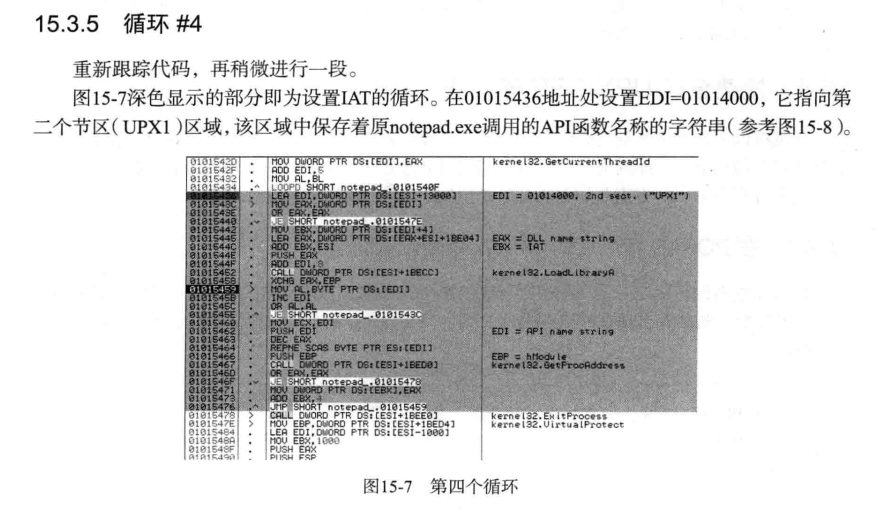 15.3.5 循环 #4
重新跟踪代码，再稍微进行一段。
图15-7深色显示的部分即为设置IAT的循环。在01015436地址处设置EDI=01014000，它指向第
二个节区（UPX1）区域，该区域中保存着原notepad.exe调用的API函数名称的字符串（参考图15-8）。
0101542D . MOV DWORD PTR DS:[EDI],EAX kernel32.GetCurrentThreadId
0101542F . ADD EDI,5
01015432 . MOV AL,BL
01015434 .^ LOOPD SHORT notepad_.0101540F
01015436 . LEA EDI,DWORD PTR DS:[ESI+13000] EDI = 01014000, 2nd sect. ("UPX1")
0101543C > MOV EAX,DWORD PTR DS:[EDI]
0101543E . OR EAX,EAX
01015440 .v JE SHORT notepad_.0101547E
01015442 . MOV EBX,DWORD PTR DS:[EDI+4]
01015445 . LEA EAX,DWORD PTR DS:[EAX+ESI+1BE04] EAX = DLL name string
0101544C . ADD EBX,ESI EBX = IAT
0101544E . PUSH EAX
0101544F . ADD EDI,8
01015452 . CALL DWORD PTR DS:[ESI+1BECC] kernel32.LoadLibraryA
01015458 . XCHG EAX,EBP
01015459 > MOV AL,BYTE PTR DS:[EDI]
0101545B . INC EDI
0101545C . OR AL,AL
0101545E .^ JE SHORT notepad_.0101543C
01015460 . MOV ECX,EDI
01015462 . PUSH EDI EDI = API name string
01015463 . DEC EAX
01015464 . REPNE SCAS BYTE PTR ES:[EDI]
01015466 . PUSH EBP EBP = hModule
01015467 . CALL DWORD PTR DS:[ESI+1BED0] kernel32.GetProcAddress
0101546D . OR EAX,EAX
0101546F .v JE SHORT notepad_.01015478
01015471 . MOV DWORD PTR DS:[EBX],EAX
01015473 . ADD EBX,4
01015476 .^ JMP SHORT notepad_.01015459
01015478 > CALL DWORD PTR DS:[ESI+1BEE0] kernel32.ExitProcess
0101547E > MOV EBP,DWORD PTR DS:[ESI+1BED4] kernel32.VirtualProtect
01015484 . LEA EDI,DWORD PTR DS:[ESI-1000]
0101548A . MOV EBX,1000
0101548F . PUSH EAX
01015490 . PUSH ESP
图15-7 第四个循环